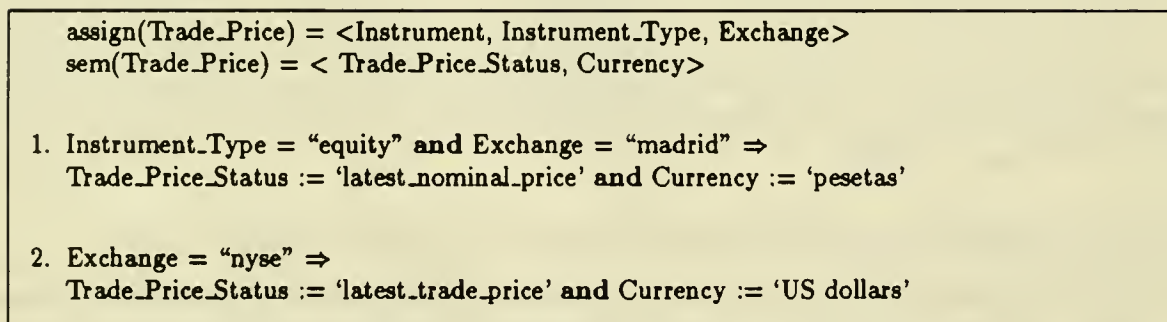 assign(Trade_Price) = <Instrument, Instrument_Type, Exchange>
sem(Trade_Price) = < Trade_Price_Status, Currency>
1. Instrument_Type = “equity” and Exchange = “madrid” ⇒
Trade_Price_Status := ‘latest_nominal_price’ and Currency := ‘pesetas’
2. Exchange = “nyse” ⇒
Trade_Price_Status := ‘latest_trade_price’ and Currency := ‘US dollars’